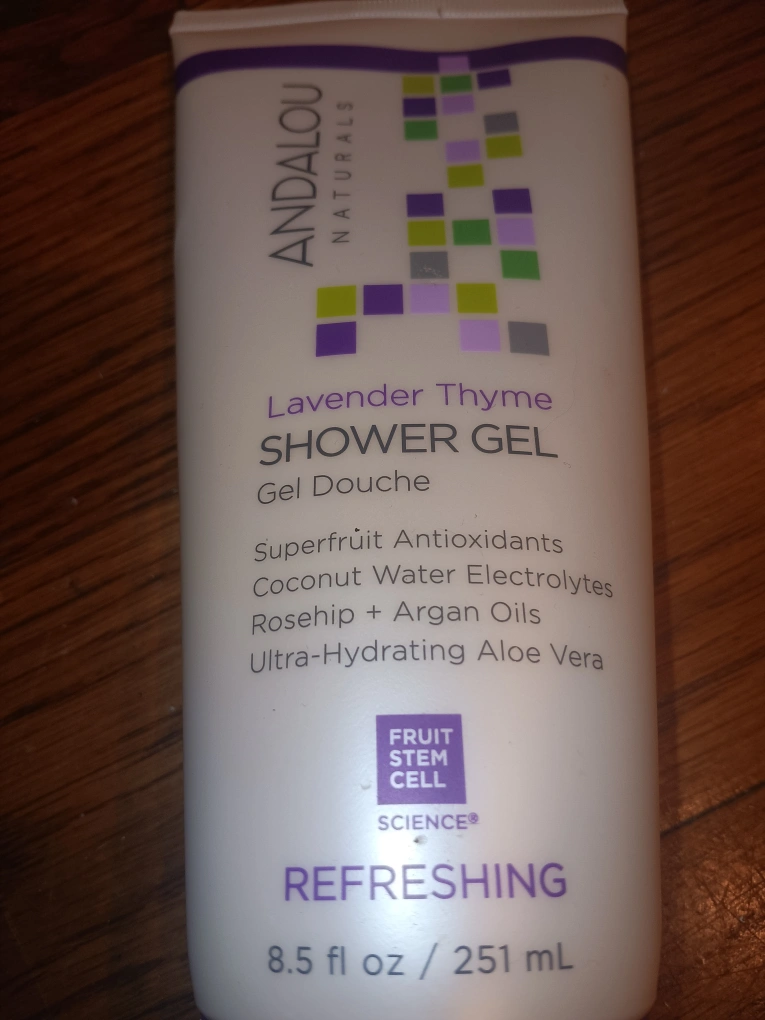 ANDALOU
NATURALS
Lavender Thyme
SHOWER GEL
Gel Douche
Superfruit Antioxidants
Coconut Water Electrolytes
Rosehip + Argan Oils
Ultra-Hydrating Aloe Vera
FRUIT
STEM
CELL
SCIENCE®
REFRESHING
8.5 fl oz / 251 mL